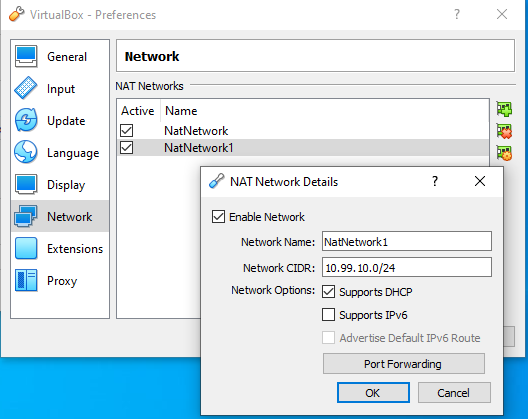 VirtualBox - Preferences ? ×
General
Input
Update
Language
Display
Network
Extensions
Proxy
Network
NAT Networks
Active Name
NatNetwork
NatNetwork1
NAT Network Details ? ×
Enable Network
Network Name: NatNetwork1
Network CIDR: 10.99.10.0/24
Network Options: Supports DHCP
Supports IPv6
Advertise Default IPv6 Route
Port Forwarding
OK Cancel